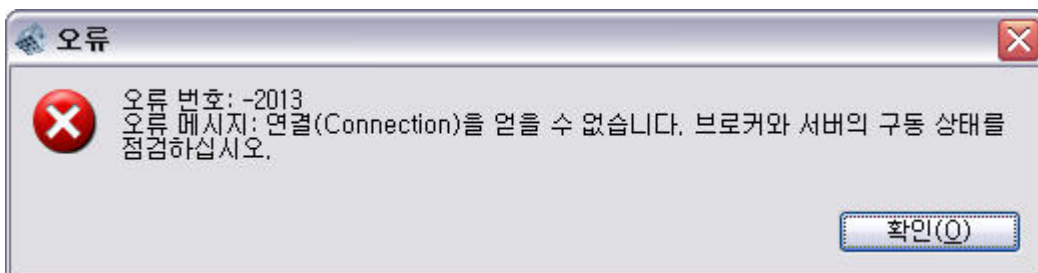 오류
오류 번호: -2013
오류 메시지: 연결(Connection)을 얻을 수 없습니다. 브로커와 서버의 구동 상태를
점검하십시오.
확인(O)